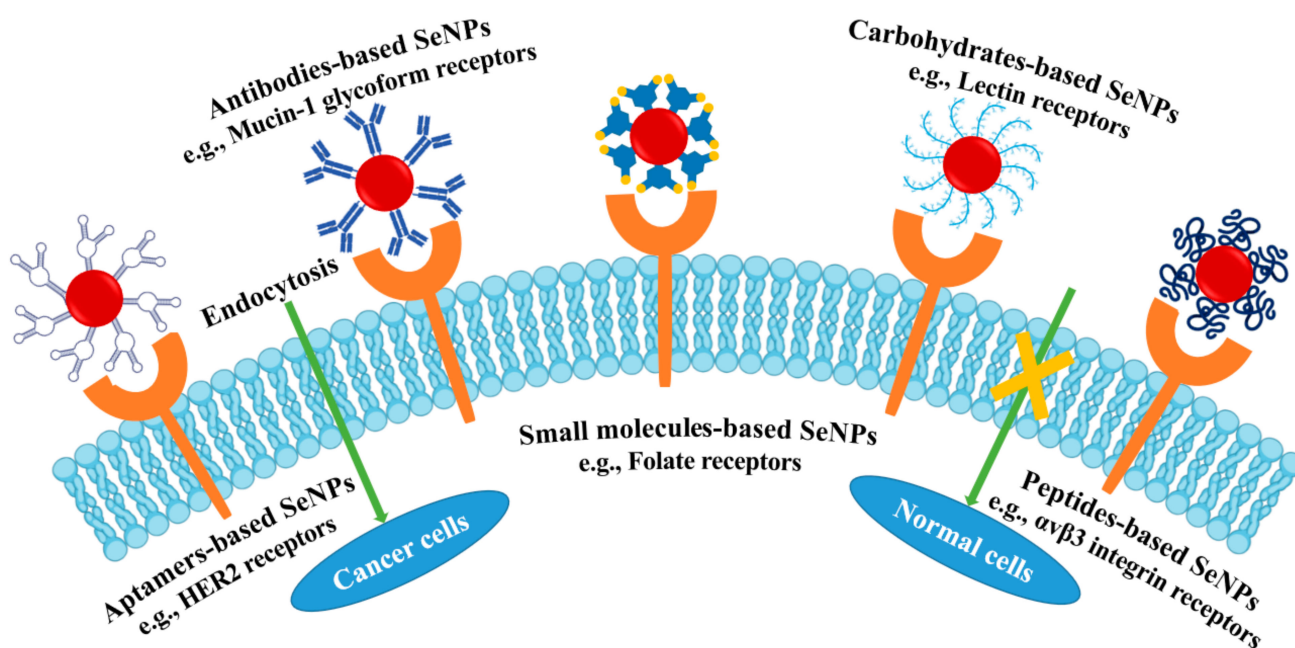 Antibodies-based SeNPs
e.g., Mucin-1 glycoform receptors
Carbohydrates-based SeNPs
e.g., Lectin receptors
Endocytosis
Small molecules-based SeNPs
e.g., Folate receptors
Aptamers-based SeNPs
e.g., HER2 receptors
Cancer cells
Normal cells
Peptides-based SeNPs
e.g., αvβ3 integrin receptors